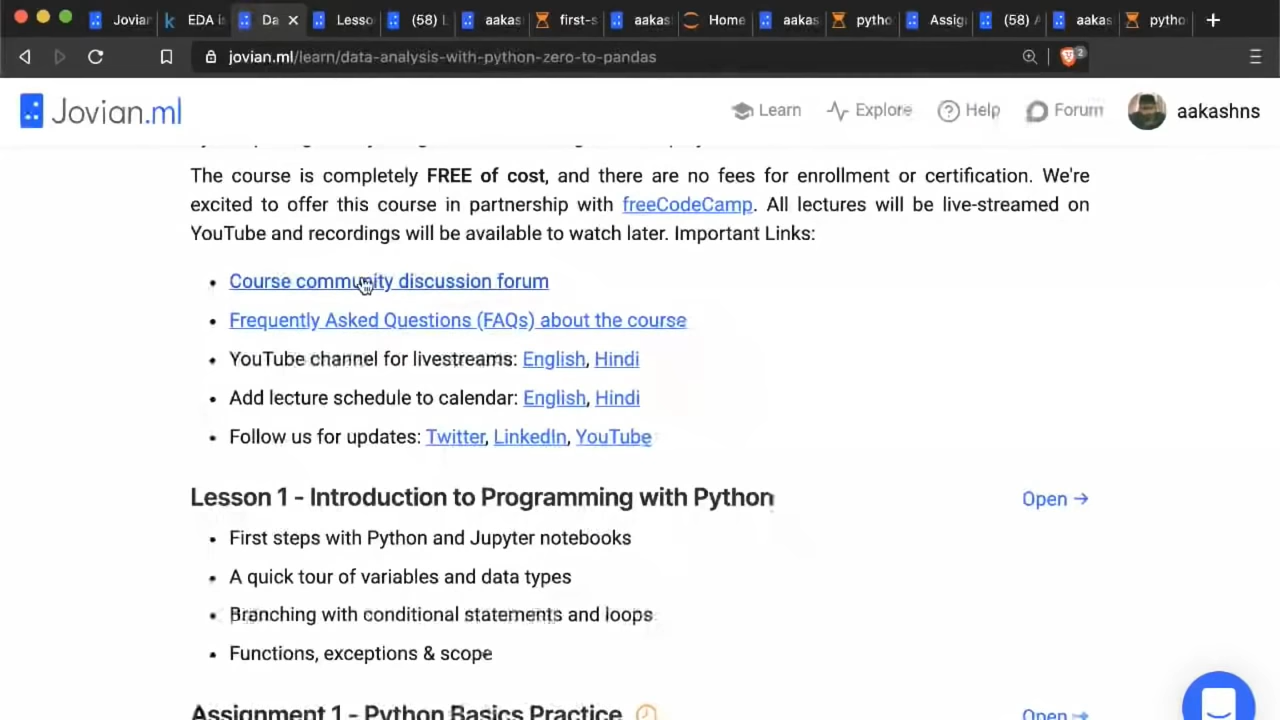 Jovian
EDA is
Da
Lesso
(58) L
aakas
first-s
aakas
Home
aakas
pytho
Assig
(58) A
aakas
pytho
jovian.ml/learn/data-analysis-with-python-zero-to-pandas
2
Jovian.ml
Learn
Explore
Help
Forum
aakashns
The course is completely FREE of cost, and there are no fees for enrollment or certification. We're
excited to offer this course in partnership with freeCodeCamp. All lectures will be live-streamed on
YouTube and recordings will be available to watch later. Important Links:
• Course community discussion forum
• Frequently Asked Questions (FAQs) about the course
• YouTube channel for livestreams: English, Hindi
• Add lecture schedule to calendar: English, Hindi
• Follow us for updates: Twitter, LinkedIn, YouTube
Lesson 1 - Introduction to Programming with Python
Open →
• First steps with Python and Jupyter notebooks
• A quick tour of variables and data types
• Branching with conditional statements and loops
• Functions, exceptions & scope
Assignment 1 - Python Basics Practice
Open →